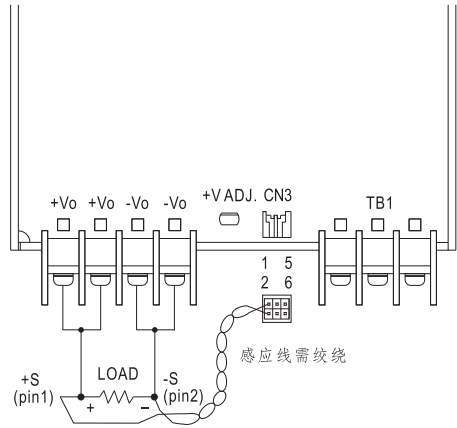 +Vo +Vo -Vo -Vo
+V ADJ. CN3
TB1
1 5
2 6
感应线需绞绕
+S
(pin1)
LOAD
-S
(pin2)
+ −